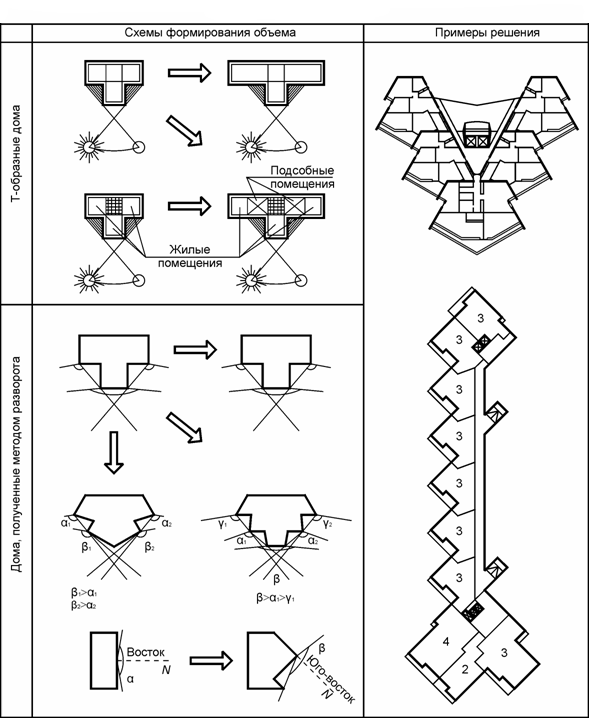 Схемы формирования объема
Примеры решения
Т-образные дома
Подсобные
помещения
Жилые
помещения
Дома, полученные методом разворота
α₁ α₂
β₁ β₂
β₁>α₁
β₂>α₂
γ₁ γ₂
α₁ α₂
β
β>α₁>γ₁
Восток
N
α
β
Юго-восток
N
3
3
3
3
3
3
3
4
3
2